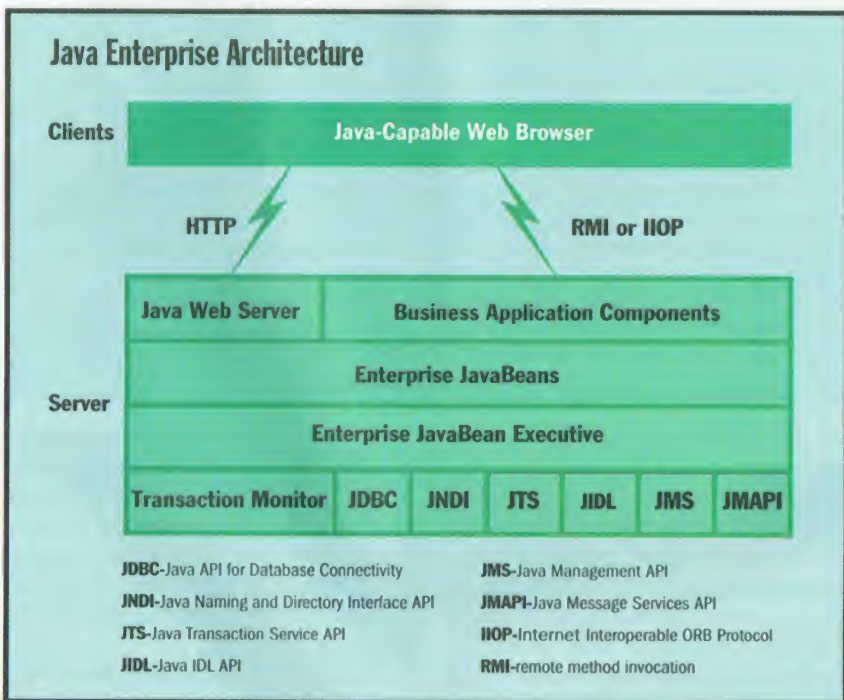 Java Enterprise Architecture
Clients
Java-Capable Web Browser
HTTP
RMI or IIOP
Java Web Server
Business Application Components
Enterprise JavaBeans
Server
Enterprise JavaBean Executive
Transaction Monitor JDBC JNDI JTS JIDL JMS JMAPI
JDBC-Java API for Database Connectivity
JNDI-Java Naming and Directory Interface API
JTS-Java Transaction Service API
JIDL-Java IDL API
JMS-Java Management API
JMAPI-Java Message Services API
IIOP-Internet Interoperable ORB Protocol
RMI-remote method invocation